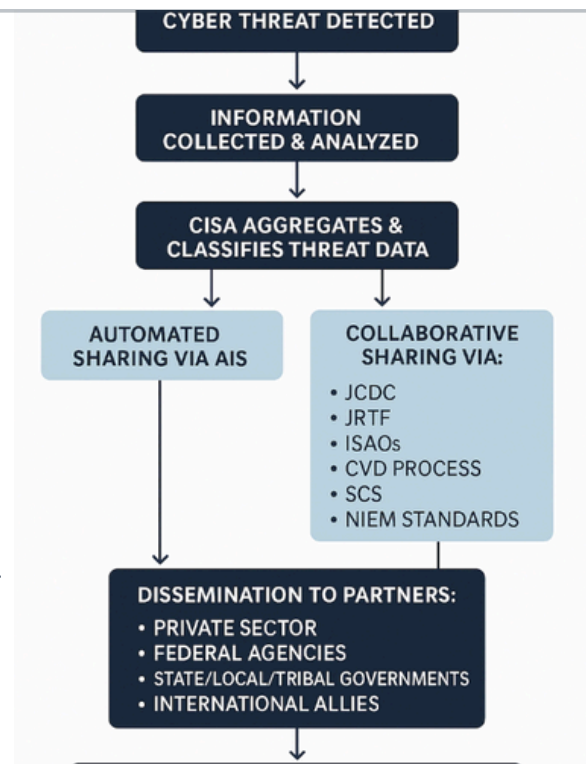 CYBER THREAT DETECTED
INFORMATION
COLLECTED & ANALYZED
CISA AGGREGATES &
CLASSIFIES THREAT DATA
AUTOMATED
SHARING VIA AIS
COLLABORATIVE
SHARING VIA:
• JCDC
• JRTF
• ISAOs
• CVD PROCESS
• SCS
• NIEM STANDARDS
DISSEMINATION TO PARTNERS:
• PRIVATE SECTOR
• FEDERAL AGENCIES
• STATE/LOCAL/TRIBAL GOVERNMENTS
• INTERNATIONAL ALLIES